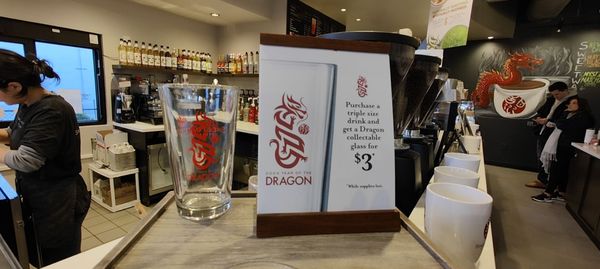 Purchase a
triple size
drink and
get a Dragon
collectable
glass for
$3*
*While supplies last.
2024 YEAR OF THE
DRAGON